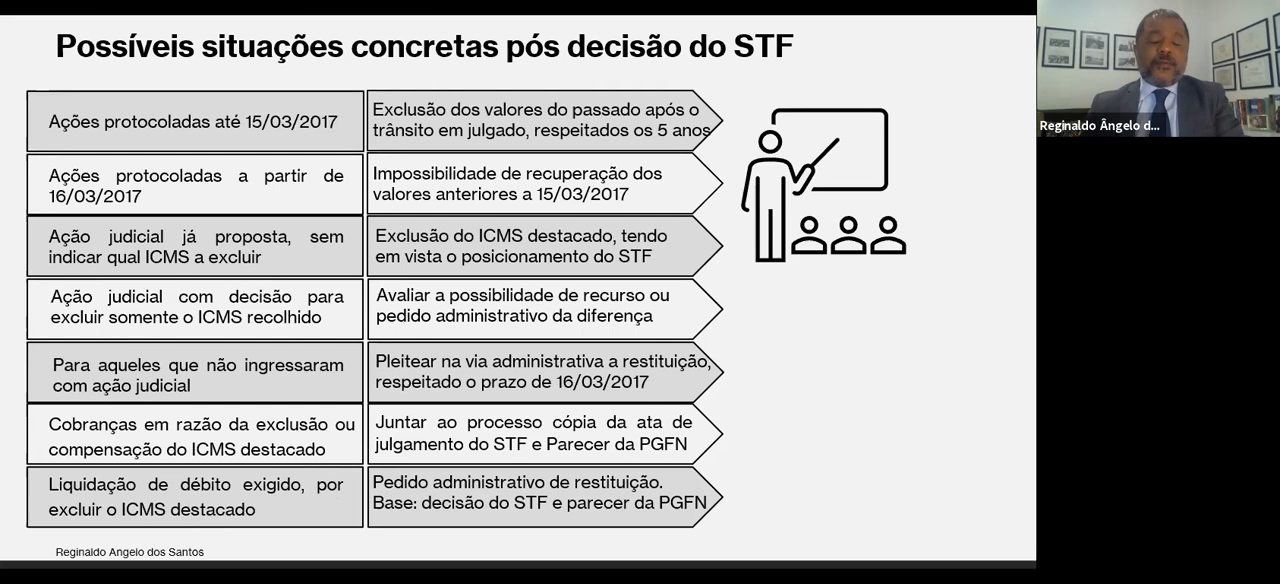 Possíveis situações concretas pós decisão do STF
Ações protocoladas até 15/03/2017
Exclusão dos valores do passado após o
trânsito em julgado, respeitados os 5 anos
Ações protocoladas a partir de
16/03/2017
Impossibilidade de recuperação dos
valores anteriores a 15/03/2017
Ação judicial já proposta, sem
indicar qual ICMS a excluir
Exclusão do ICMS destacado, tendo
em vista o posicionamento do STF
Ação judicial com decisão para
excluir somente o ICMS recolhido
Avaliar a possibilidade de recurso ou
pedido administrativo da diferença
Para aqueles que não ingressaram
com ação judicial
Pleitear na via administrativa a restituição,
respeitado o prazo de 16/03/2017
Cobranças em razão da exclusão ou
compensação do ICMS destacado
Juntar ao processo cópia da ata de
julgamento do STF e Parecer da PGFN
Liquidação de débito exigido, por
excluir o ICMS destacado
Pedido administrativo de restituição.
Base: decisão do STF e parecer da PGFN
Reginaldo Angelo dos Santos
Reginaldo Ângelo d...